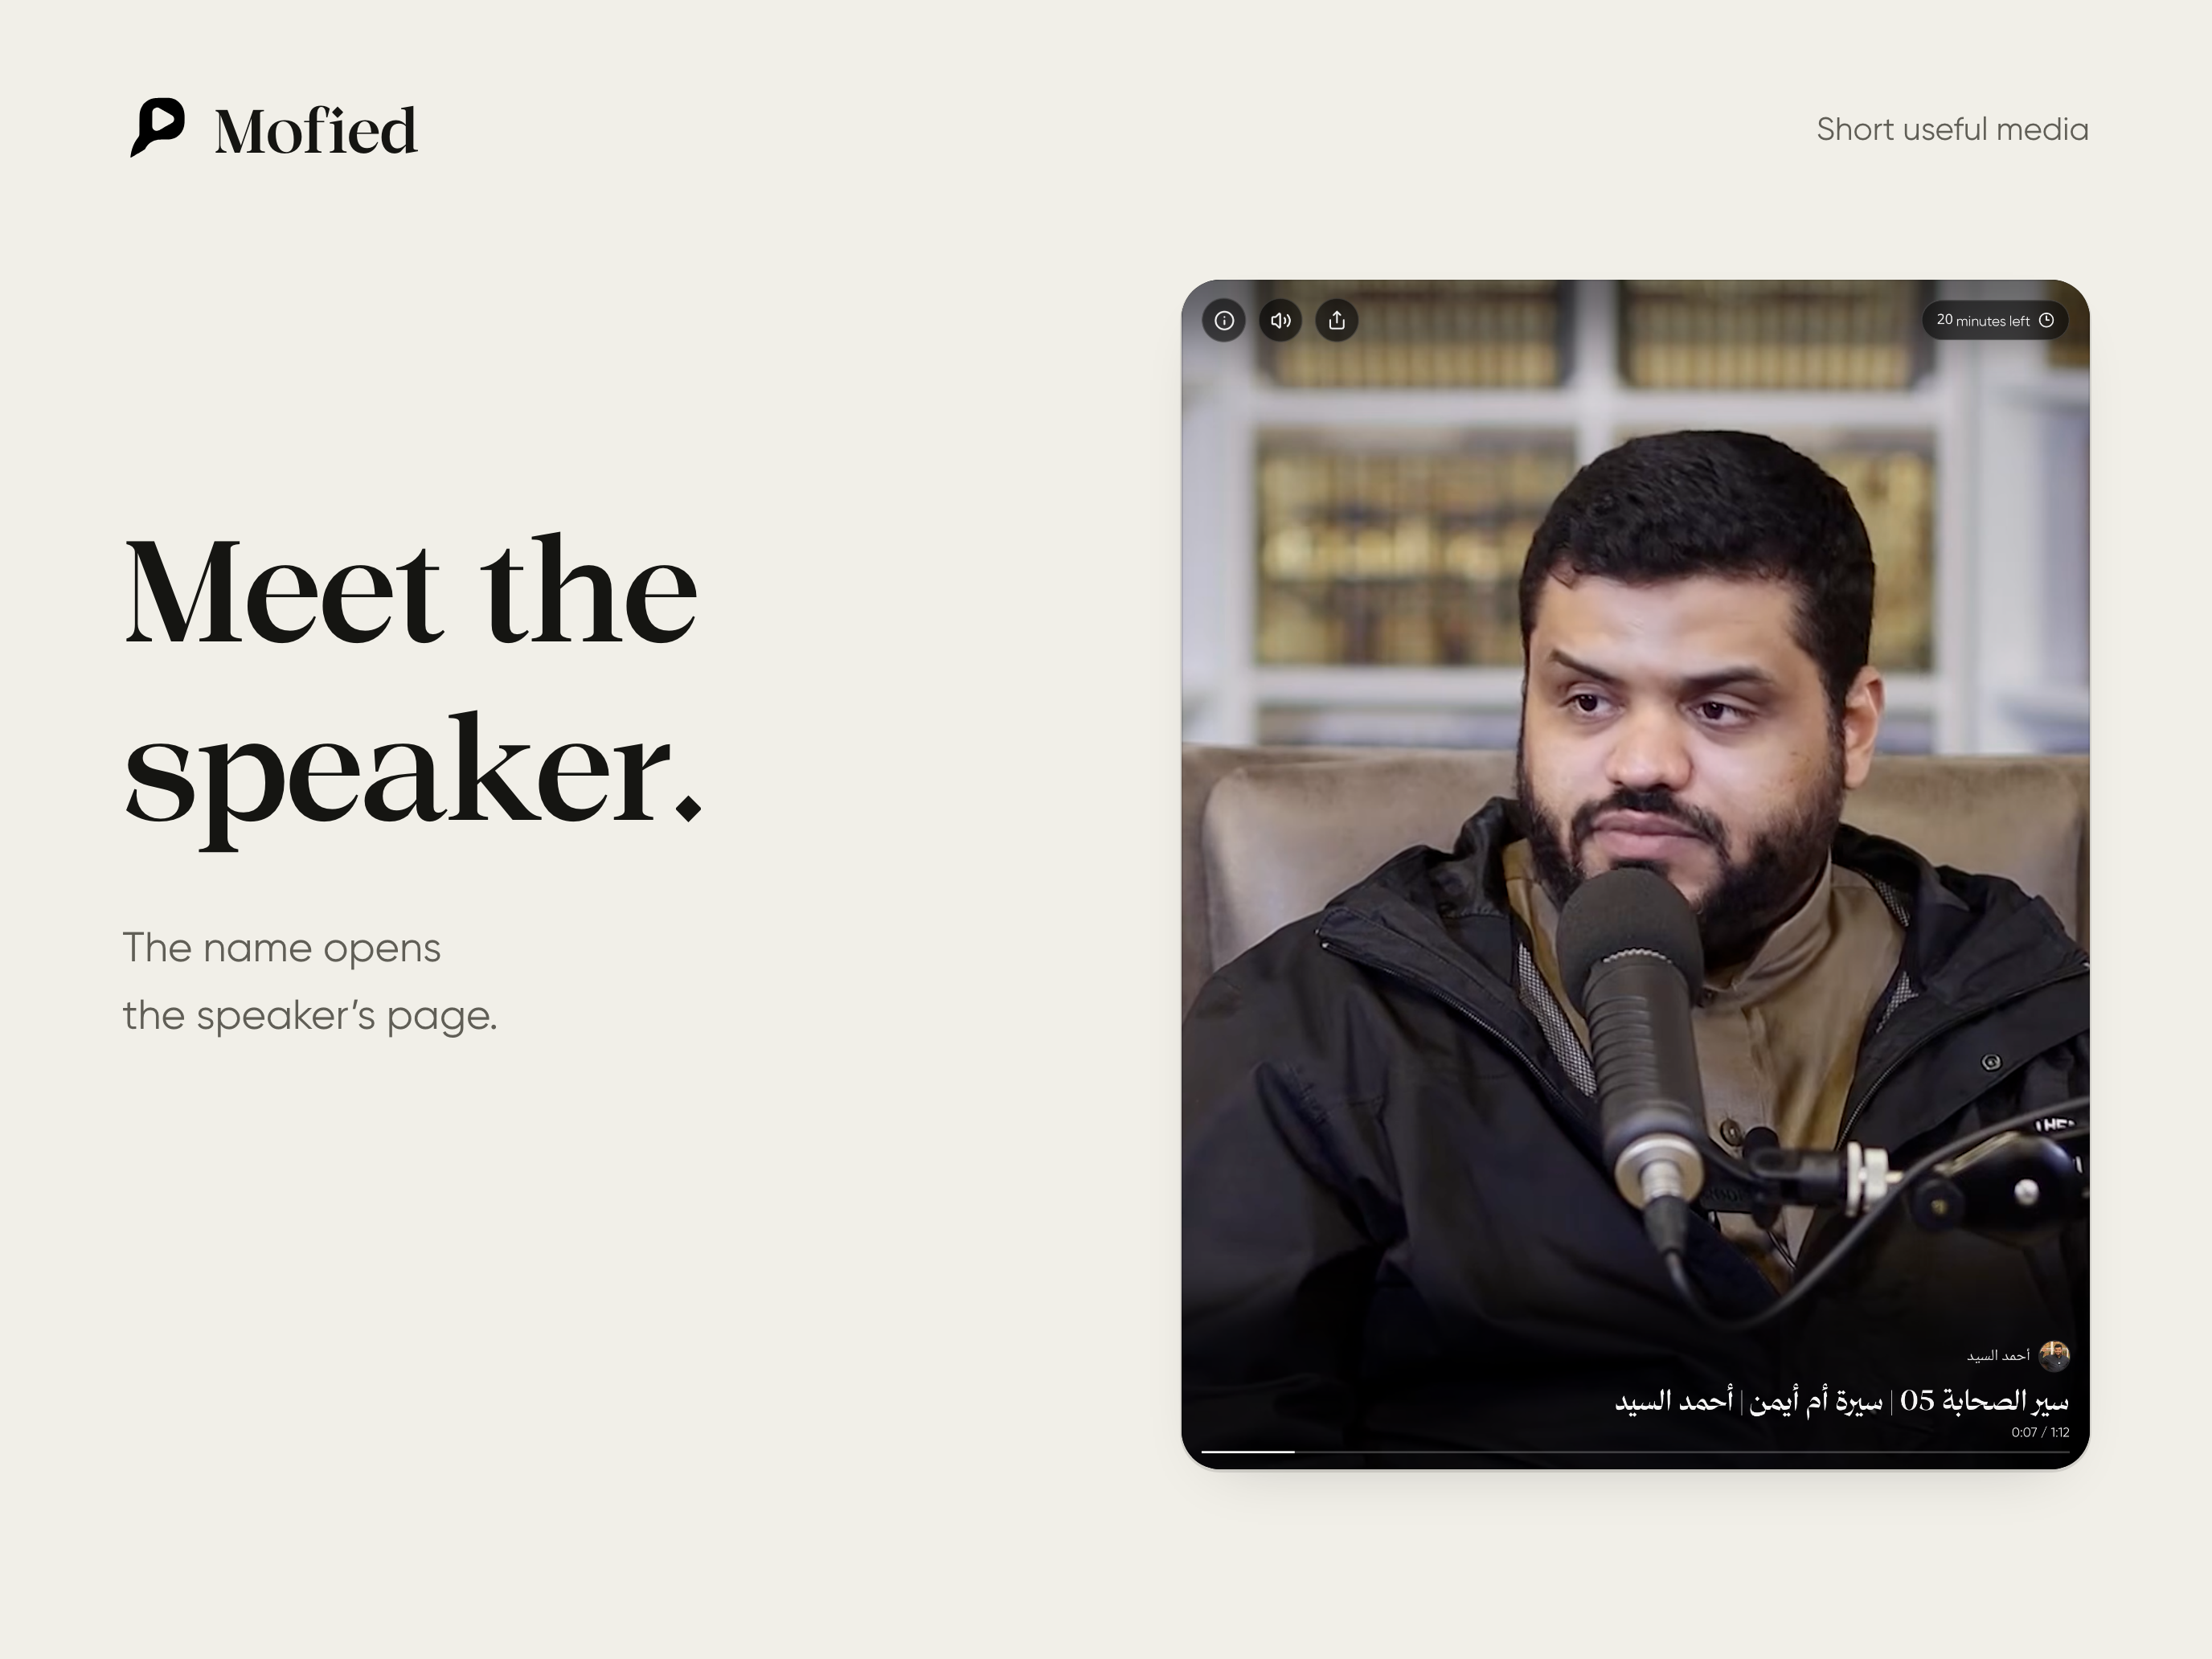 Mofied
Short useful media
Meet the
speaker.
The name opens
the speaker’s page.
20 minutes left
أحمد السيد
سير الصحابة 05 | سيرة أم أيمن | أحمد السيد
0:07 / 1:12